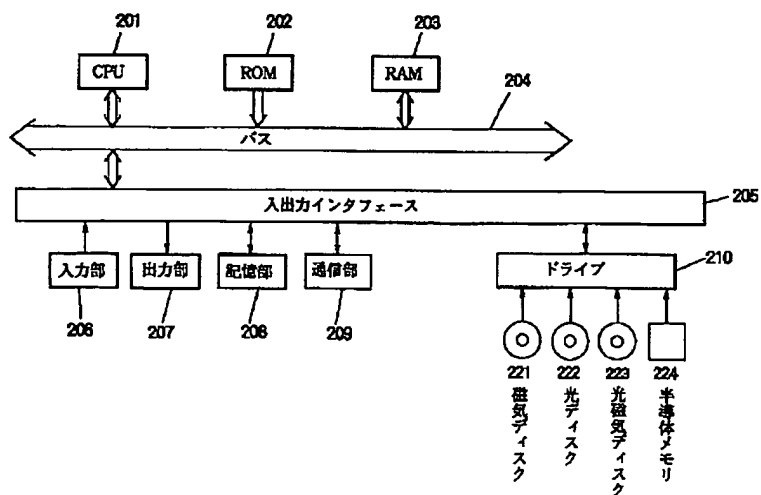 201
202
203
CPU
ROM
RAM
204
バス
入出力インタフェース
205
入力部
出力部
記憶部
通信部
ドライブ
210
206
207
208
209
221
222
223
224
磁気ディスク
光ディスク
光磁気ディスク
半導体メモリ